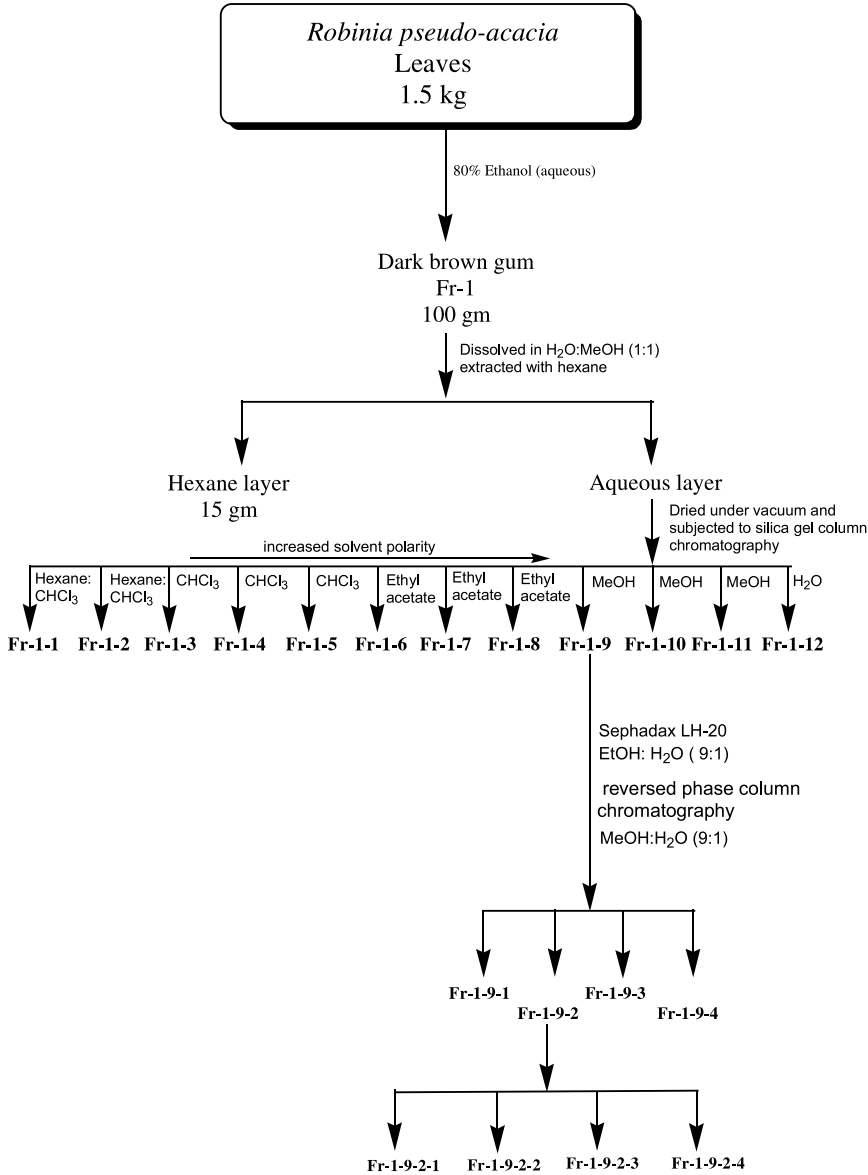 Robinia pseudo-acacia
Leaves
1.5 kg
80% Ethanol (aqueous)
Dark brown gum
Fr-1
100 gm
Dissolved in H₂O:MeOH (1:1)
extracted with hexane
Hexane layer
15 gm
Aqueous layer
Dried under vacuum and
subjected to silica gel column
chromatography
increased solvent polarity
Hexane:
CHCl₃
Hexane:
CHCl₃
CHCl₃
CHCl₃
CHCl₃
Ethyl
acetate
Ethyl
acetate
Ethyl
acetate
MeOH
MeOH
MeOH
H₂O
Fr-1-1
Fr-1-2
Fr-1-3
Fr-1-4
Fr-1-5
Fr-1-6
Fr-1-7
Fr-1-8
Fr-1-9
Fr-1-10
Fr-1-11
Fr-1-12
Sephadax LH-20
EtOH: H₂O ( 9:1)
reversed phase column
chromatography
MeOH:H₂O (9:1)
Fr-1-9-1
Fr-1-9-2
Fr-1-9-3
Fr-1-9-4
Fr-1-9-2-1
Fr-1-9-2-2
Fr-1-9-2-3
Fr-1-9-2-4